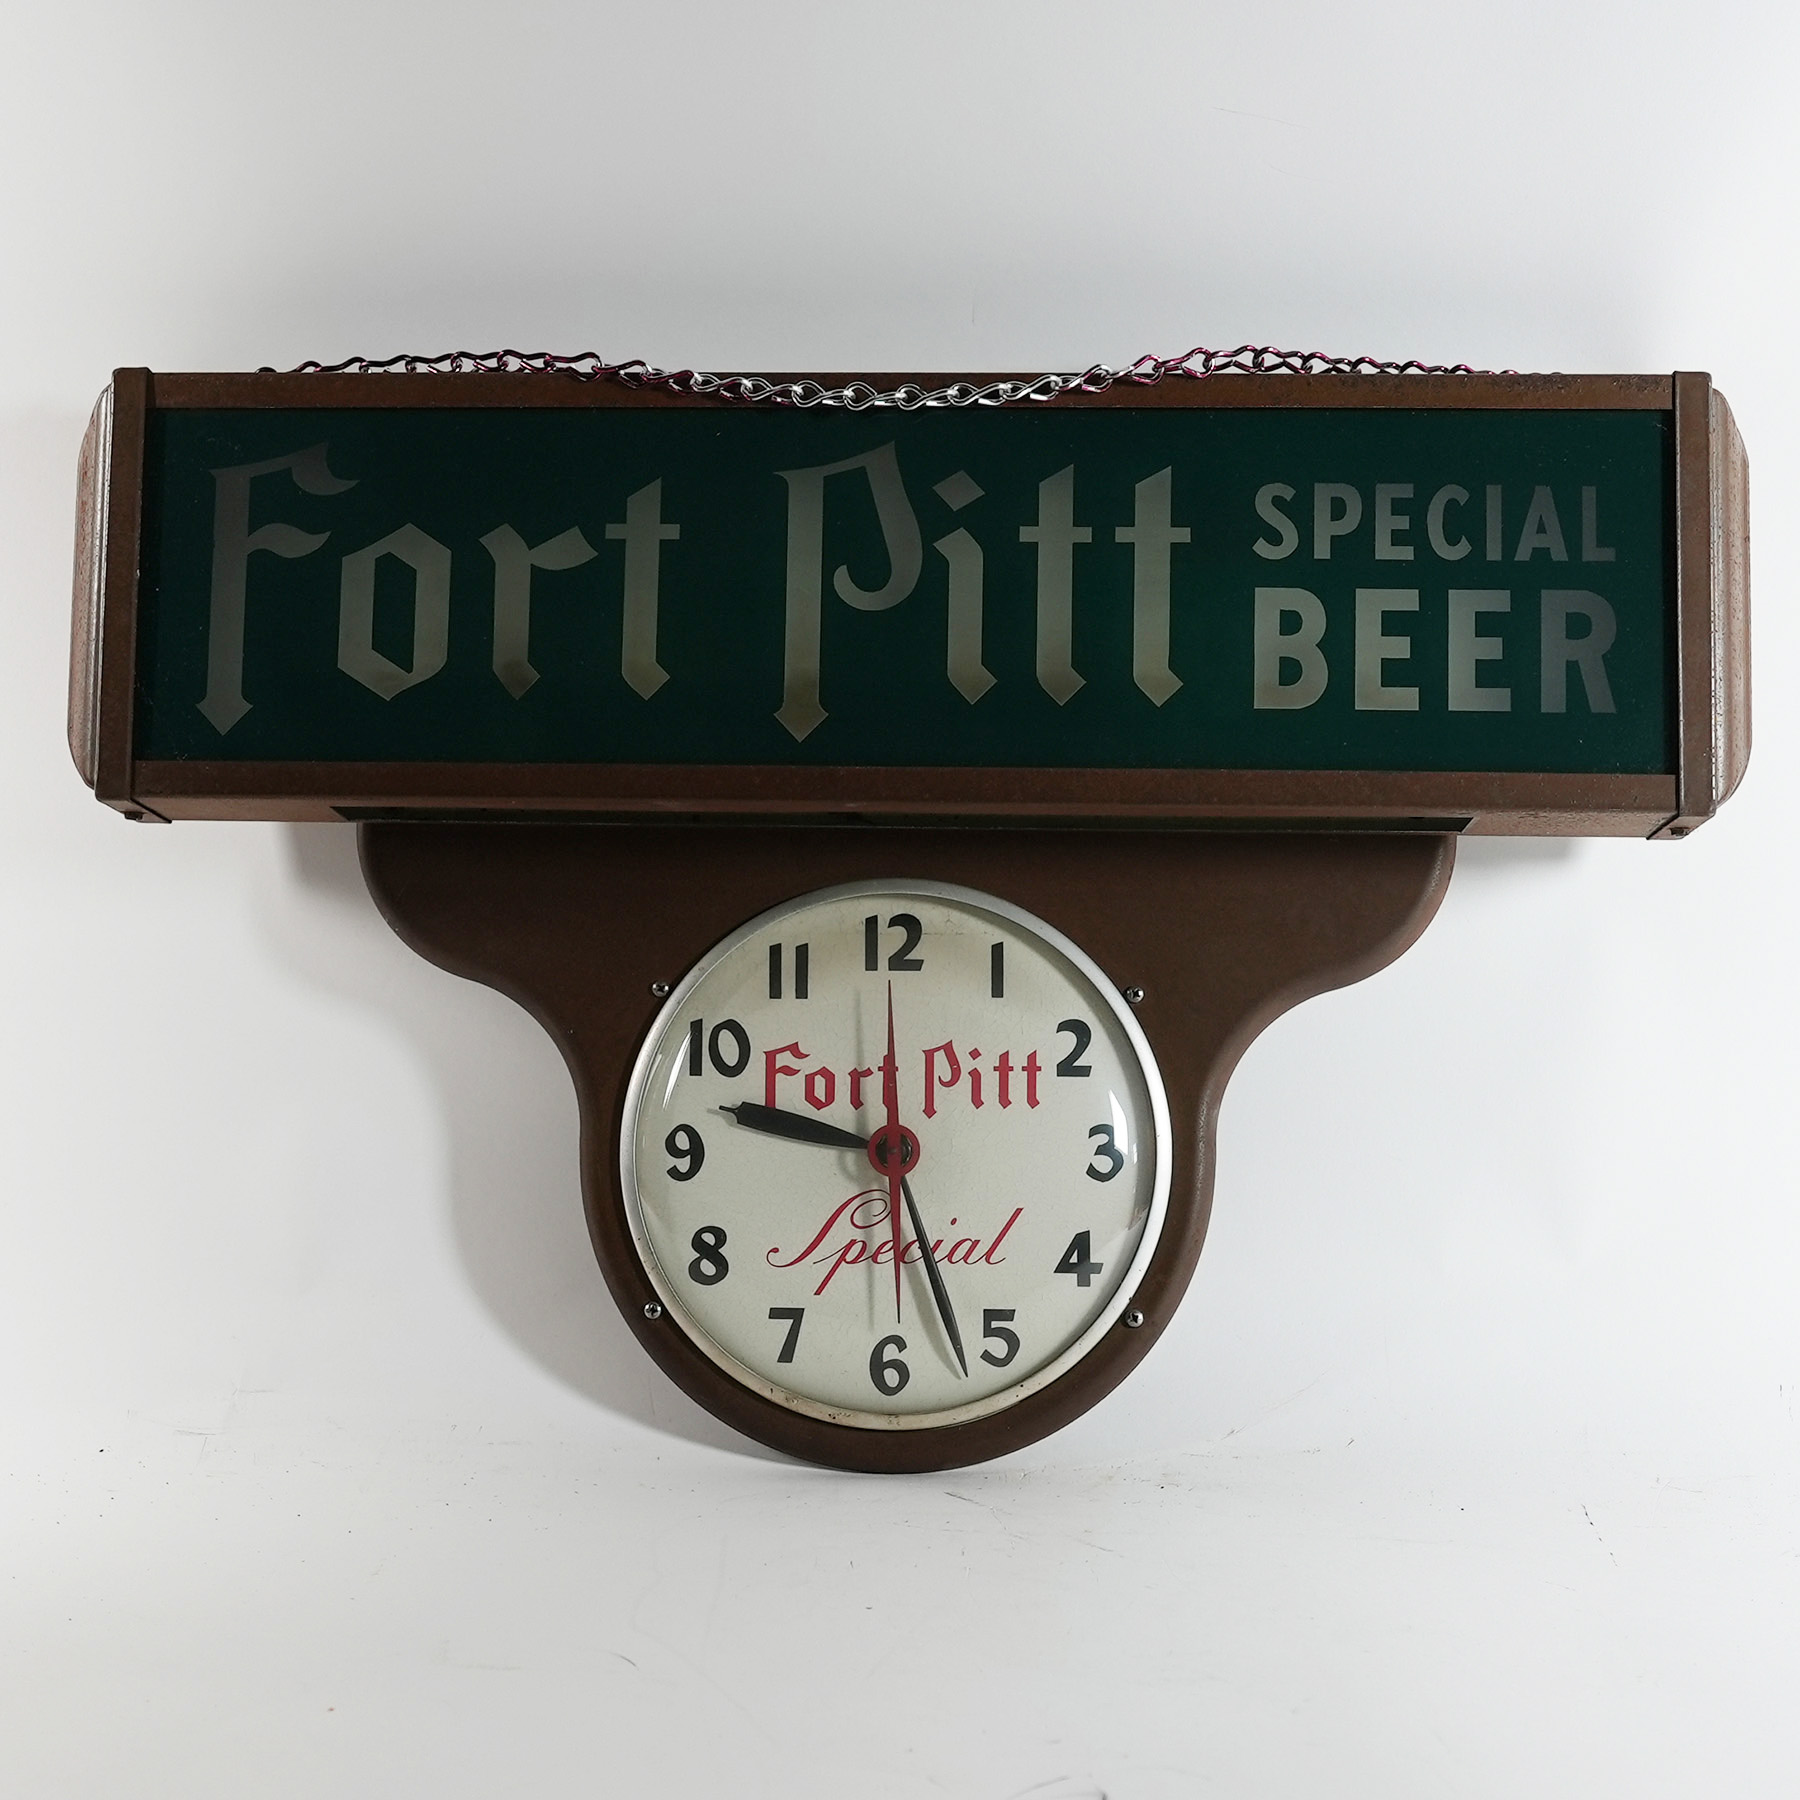 Fort Pitt SPECIAL
BEER
12
11 1
10 2
Fort Pitt
9 3
Special
8 4
7 5
6